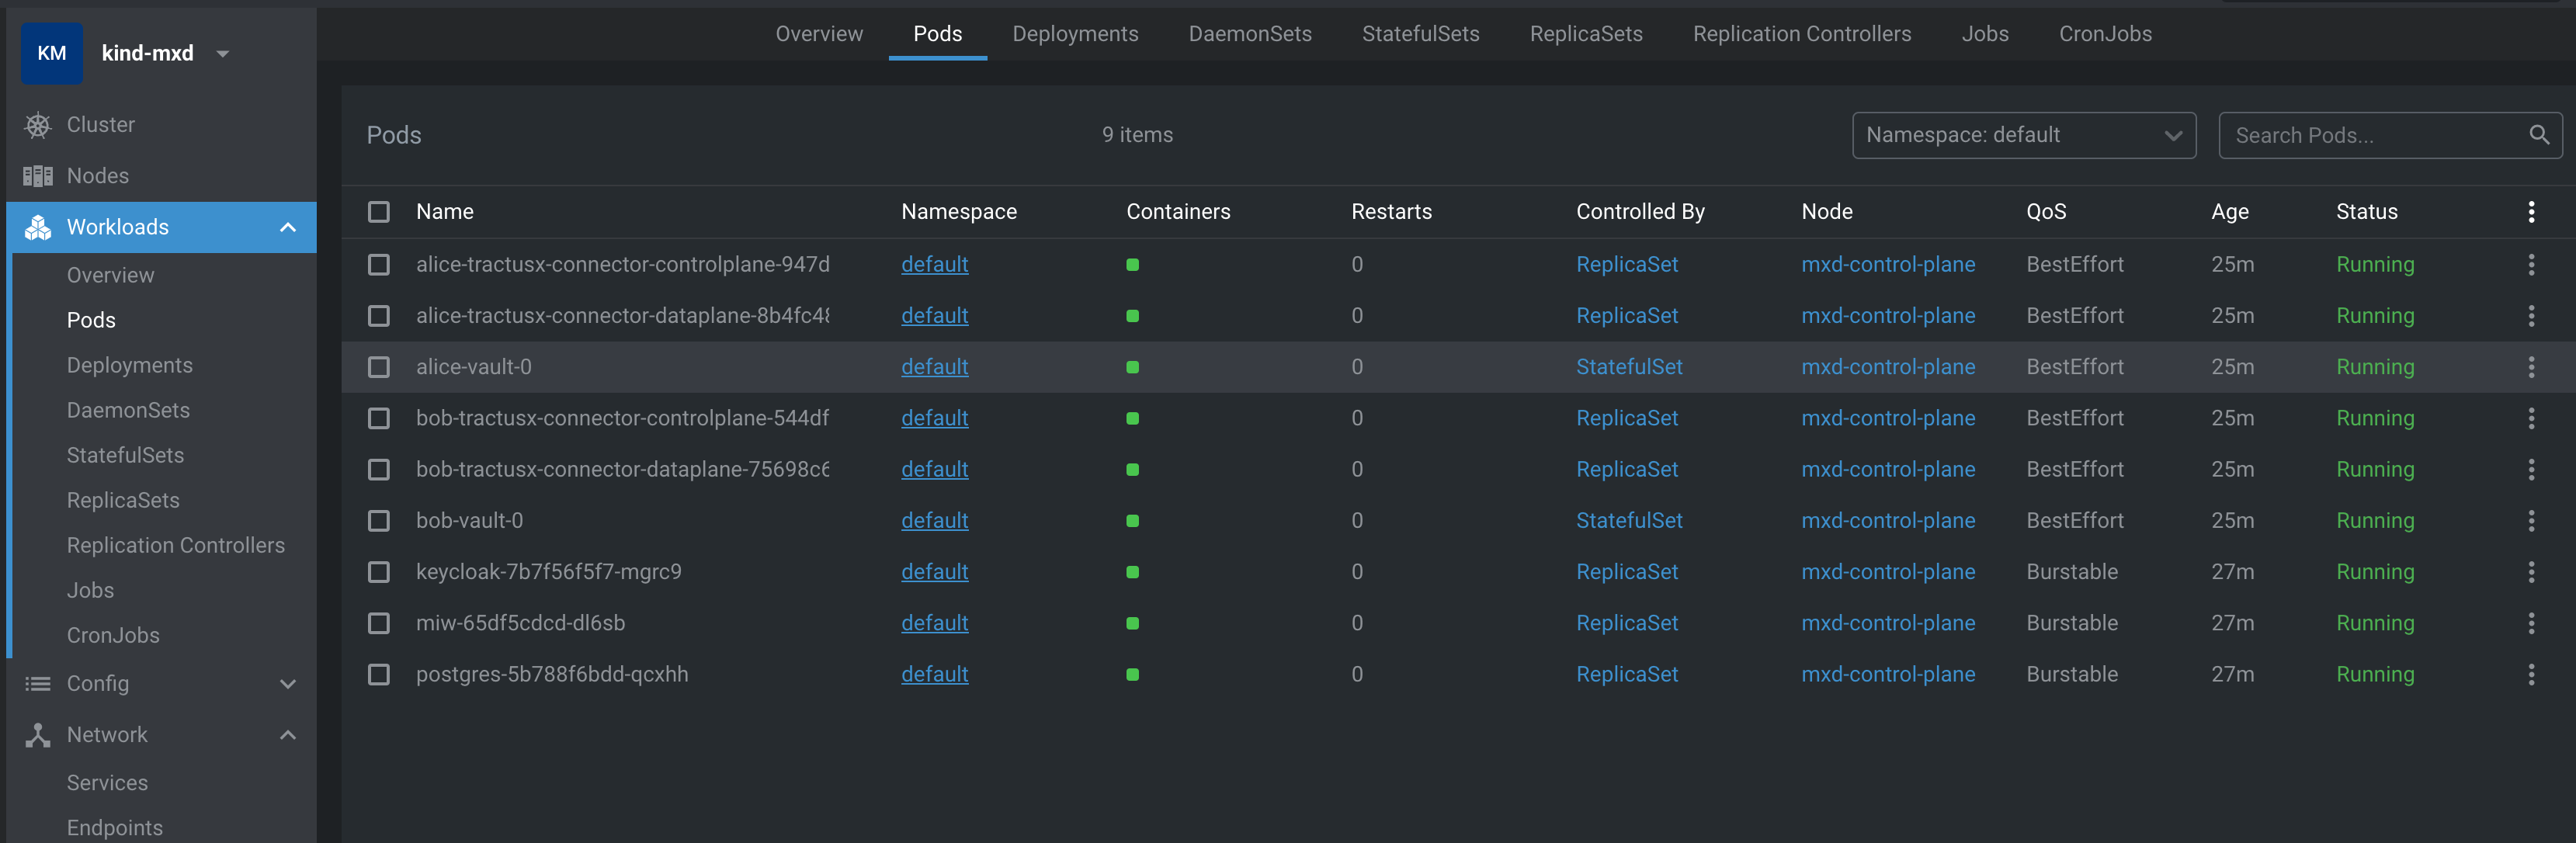 KM kind-mxd
Overview Pods Deployments DaemonSets StatefulSets ReplicaSets Replication Controllers Jobs CronJobs
Cluster
Nodes
Workloads
Overview
Pods
Deployments
DaemonSets
StatefulSets
ReplicaSets
Replication Controllers
Jobs
CronJobs
Config
Network
Services
Endpoints
Pods 9 items Namespace: default Search Pods...
Name Namespace Containers Restarts Controlled By Node QoS Age Status
alice-tractusx-connector-controlplane-947d default 0 ReplicaSet mxd-control-plane BestEffort 25m Running
alice-tractusx-connector-dataplane-8b4fc48 default 0 ReplicaSet mxd-control-plane BestEffort 25m Running
alice-vault-0 default 0 StatefulSet mxd-control-plane BestEffort 25m Running
bob-tractusx-connector-controlplane-544df default 0 ReplicaSet mxd-control-plane BestEffort 25m Running
bob-tractusx-connector-dataplane-75698c6 default 0 ReplicaSet mxd-control-plane BestEffort 25m Running
bob-vault-0 default 0 StatefulSet mxd-control-plane BestEffort 25m Running
keycloak-7b7f56f5f7-mgrc9 default 0 ReplicaSet mxd-control-plane Burstable 27m Running
miw-65df5cdcd-dl6sb default 0 ReplicaSet mxd-control-plane Burstable 27m Running
postgres-5b788f6bdd-qcxhh default 0 ReplicaSet mxd-control-plane Burstable 27m Running